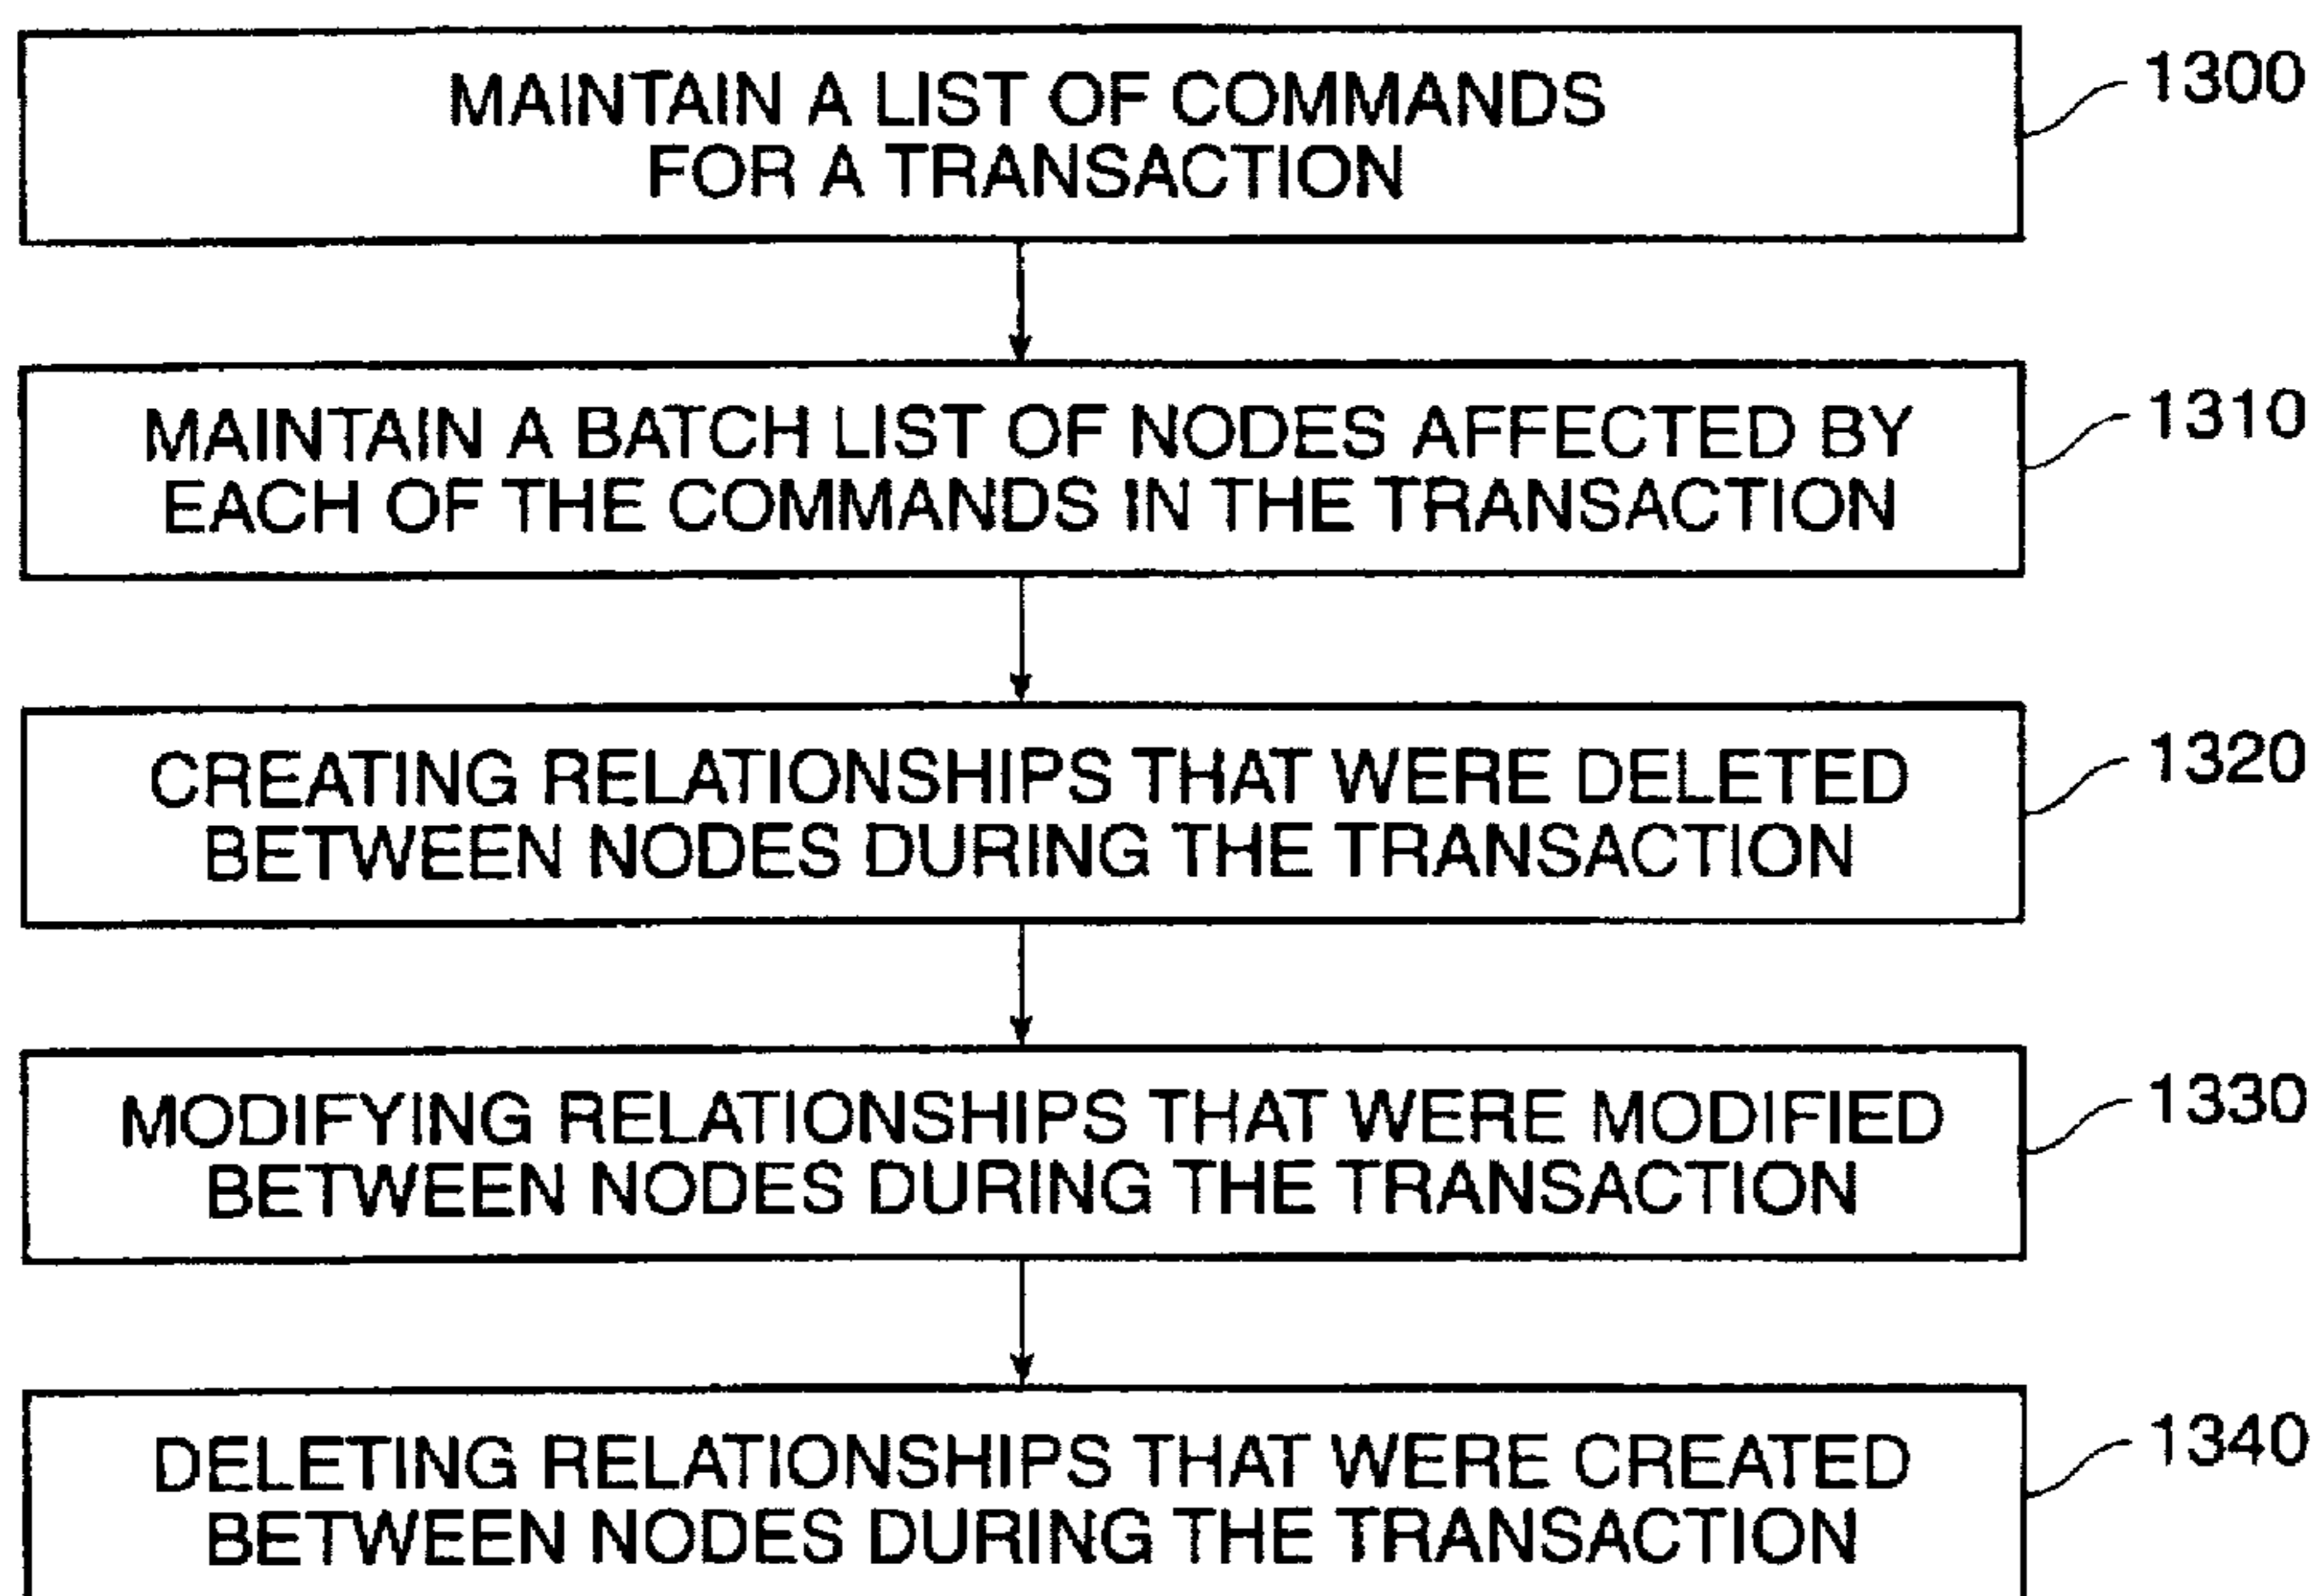 MAINTAIN A LIST OF COMMANDS
FOR A TRANSACTION
1300
MAINTAIN A BATCH LIST OF NODES AFFECTED BY
EACH OF THE COMMANDS IN THE TRANSACTION
1310
CREATING RELATIONSHIPS THAT WERE DELETED
BETWEEN NODES DURING THE TRANSACTION
1320
MODIFYING RELATIONSHIPS THAT WERE MODIFIED
BETWEEN NODES DURING THE TRANSACTION
1330
DELETING RELATIONSHIPS THAT WERE CREATED
BETWEEN NODES DURING THE TRANSACTION
1340